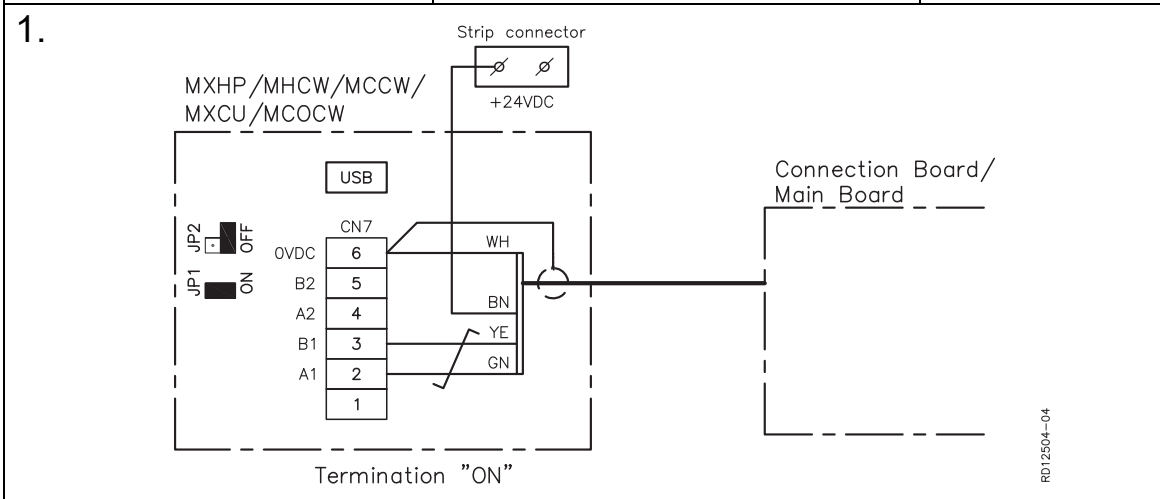 1.
Strip connector
+24VDC
MXHP/MHCW/MCCW/
MXCU/MCOCW
USB
Connection Board/
Main Board
JP2
OFF
JP1
ON
CN7
0VDC 6 WH
B2 5
A2 4 BN
B1 3 YE
A1 2 GN
1
Termination "ON"
RD12504-04